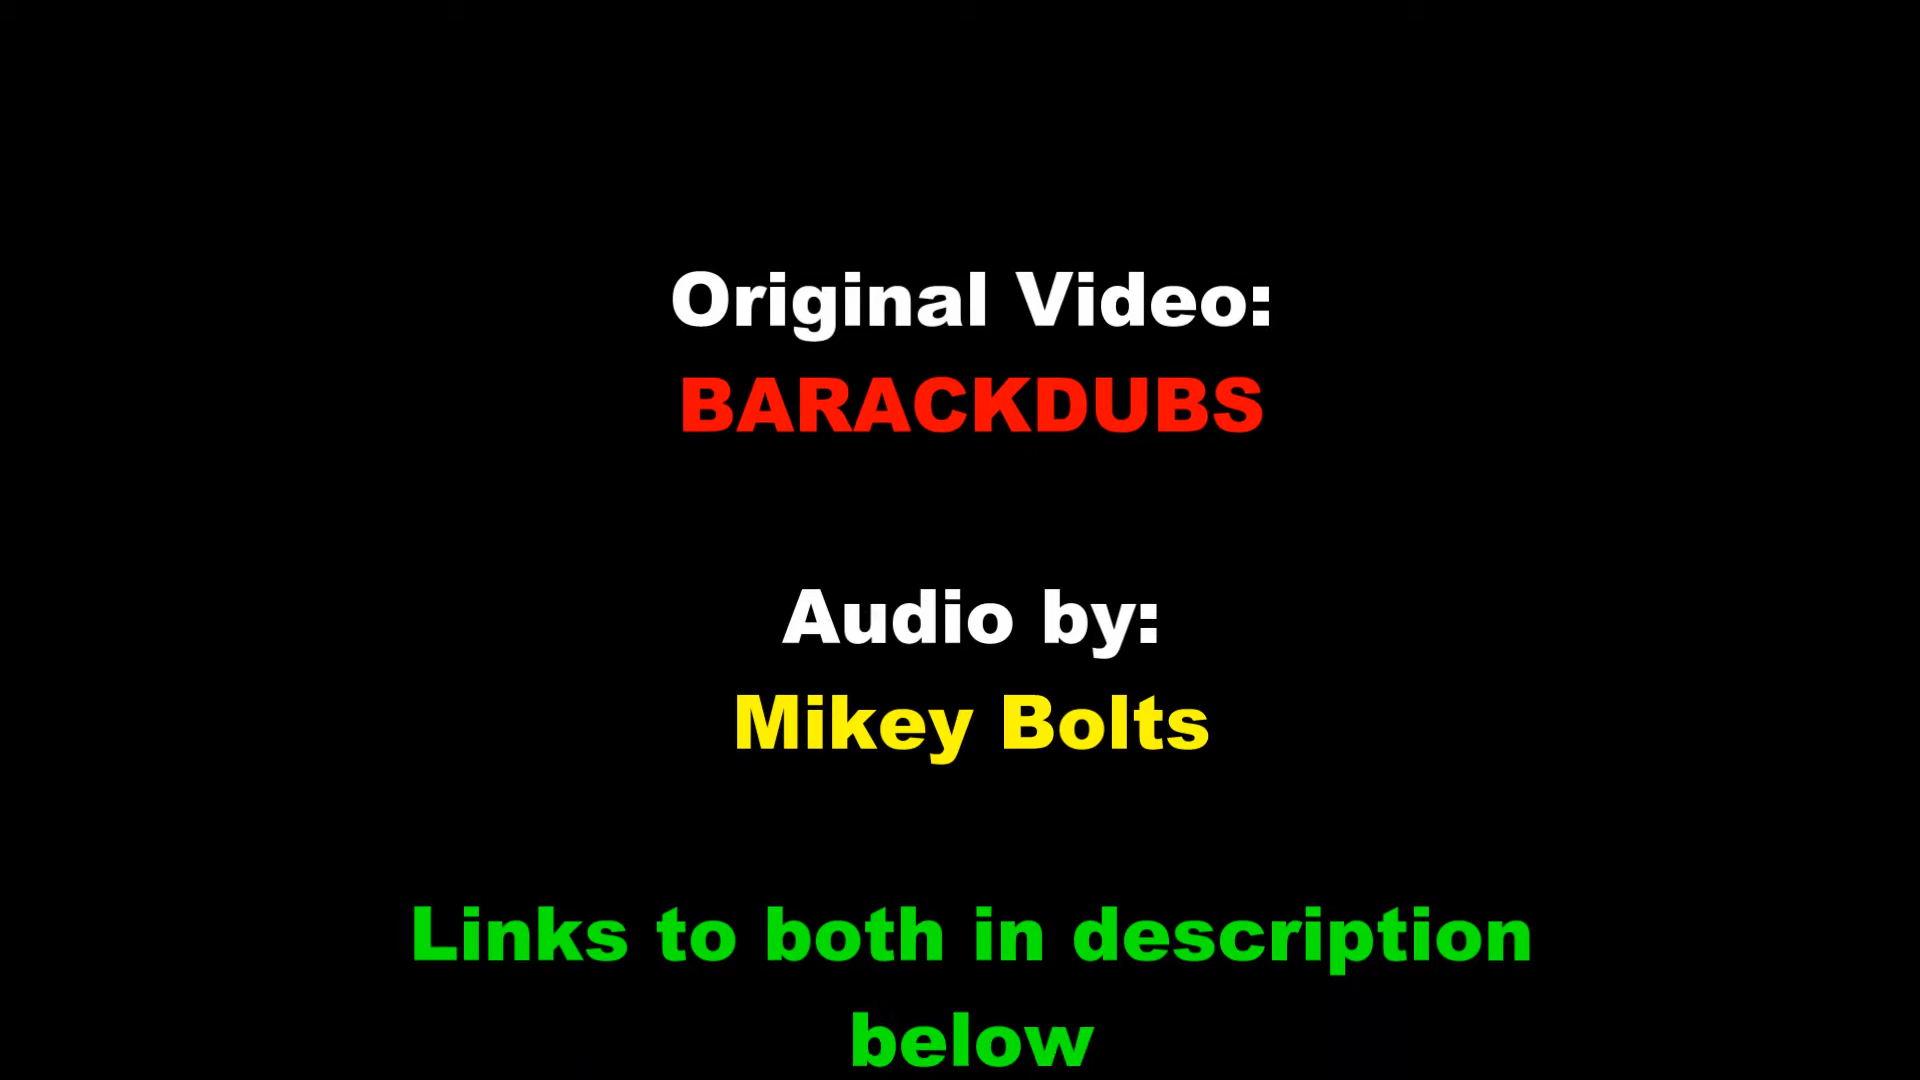 Original Video:
BARACKDUBS
Audio by:
Mikey Bolts
Links to both in description
below